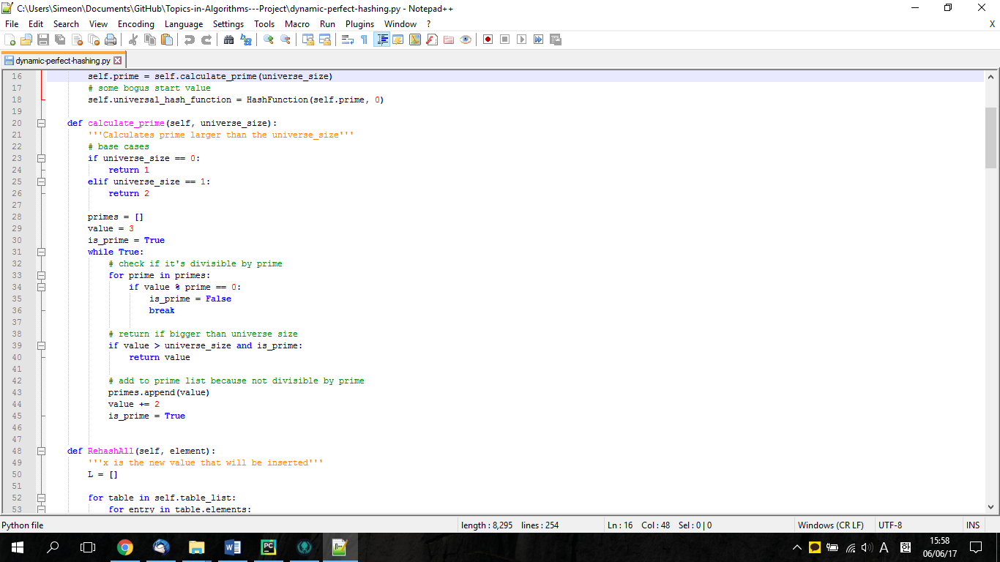 C:\Users\Simeon\Documents\GitHub\Topics-in-Algorithms---Project\dynamic-perfect-hashing.py - Notepad++
File Edit Search View Encoding Language Settings Tools Macro Run Plugins Window ? X
dynamic-perfect-hashing.py
16 self.prime = self.calculate_prime(universe_size)
17 # some bogus start value
18 self.universal_hash_function = HashFunction(self.prime, 0)
19
20 def calculate_prime(self, universe_size):
21 '''Calculates prime larger than the universe_size'''
22 # base cases
23 if universe_size == 0:
24 return 1
25 elif universe_size == 1:
26 return 2
27
28 primes = []
29 value = 3
30 is_prime = True
31 while True:
32 # check if it's divisible by prime
33 for prime in primes:
34 if value % prime == 0:
35 is_prime = False
36 break
37
38 # return if bigger than universe size
39 if value > universe_size and is_prime:
40 return value
41
42 # add to prime list because not divisible by prime
43 primes.append(value)
44 value += 2
45 is_prime = True
46
47
48 def RehashAll(self, element):
49 '''x is the new value that will be inserted'''
50 L = []
51
52 for table in self.table_list:
53 for entry in table.elements:
Python file length : 8,295 lines : 254 Ln : 16 Col : 48 Sel : 0 | 0 Windows (CR LF) UTF-8 INS
A 한 15:58
06/06/17